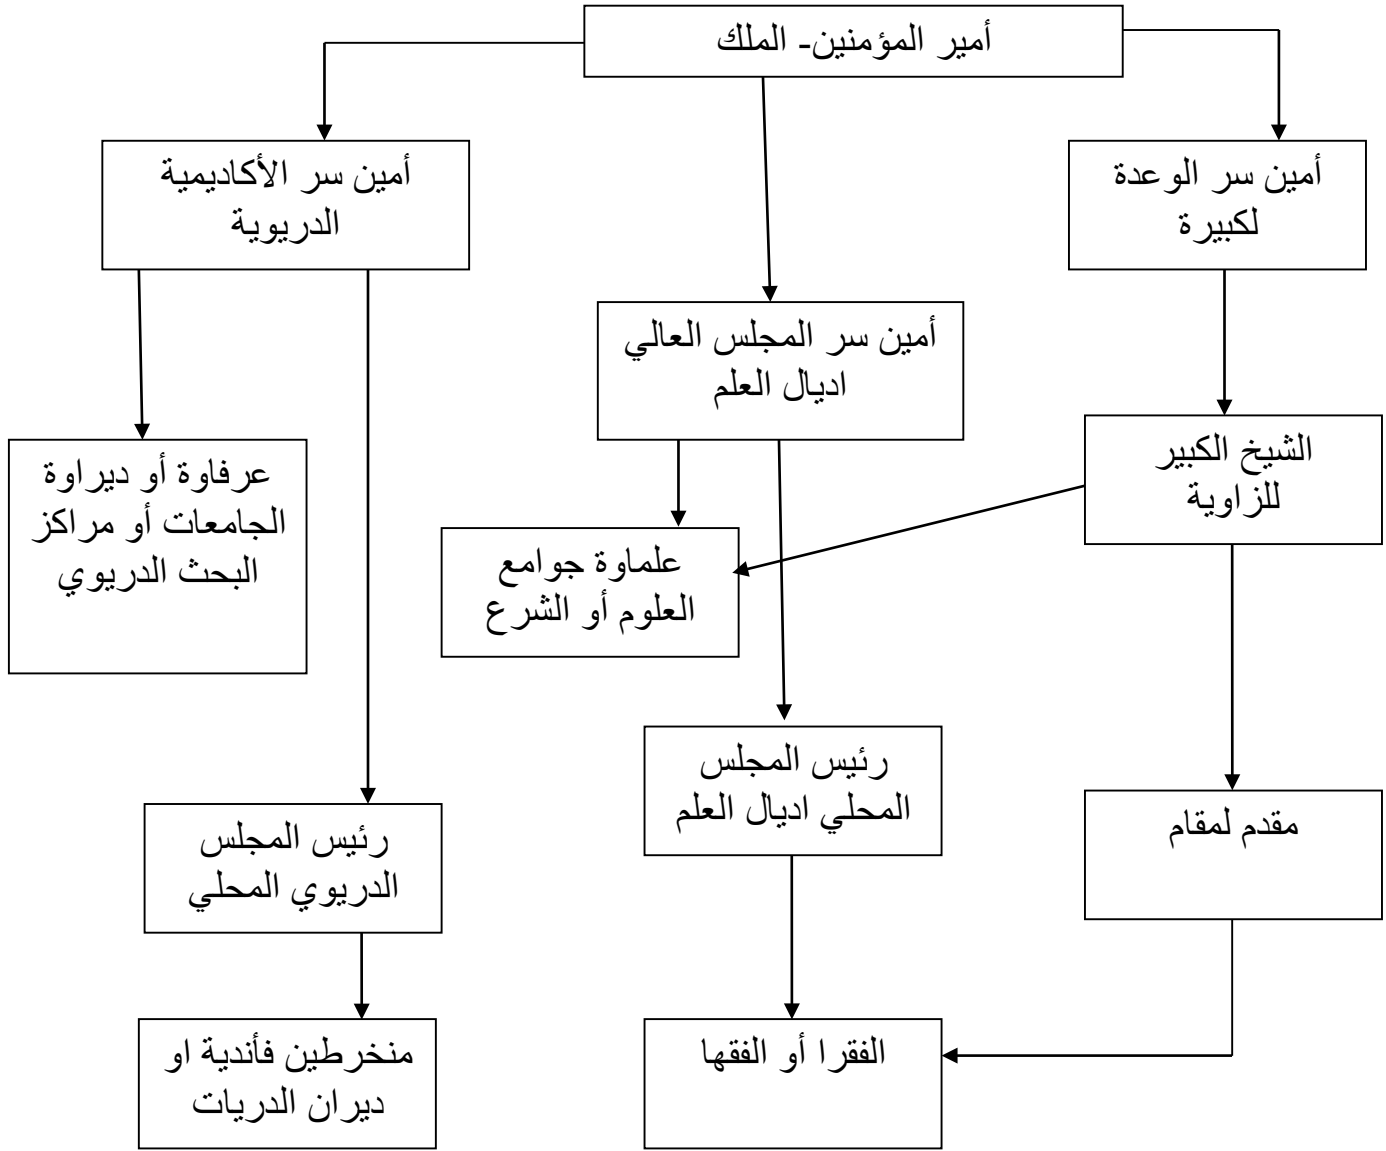 أمير المؤمنين- الملك
أمين سر الوعدة
لكبيرة
أمين سر الأكاديمية
الدريوية
أمين سر المجلس العالي
اديال العلم
الشيخ الكبير
للزاوية
عرفاوة أو ديراوة
الجامعات أو مراكز
البحث الدريوي
علماوة جوامع
العلوم أو الشرع
رئيس المجلس
المحلي اديال العلم
مقدم لمقام
رئيس المجلس
الدريوي المحلي
الفقرا أو الفقها
منخرطين فأندية او
ديران الدريات